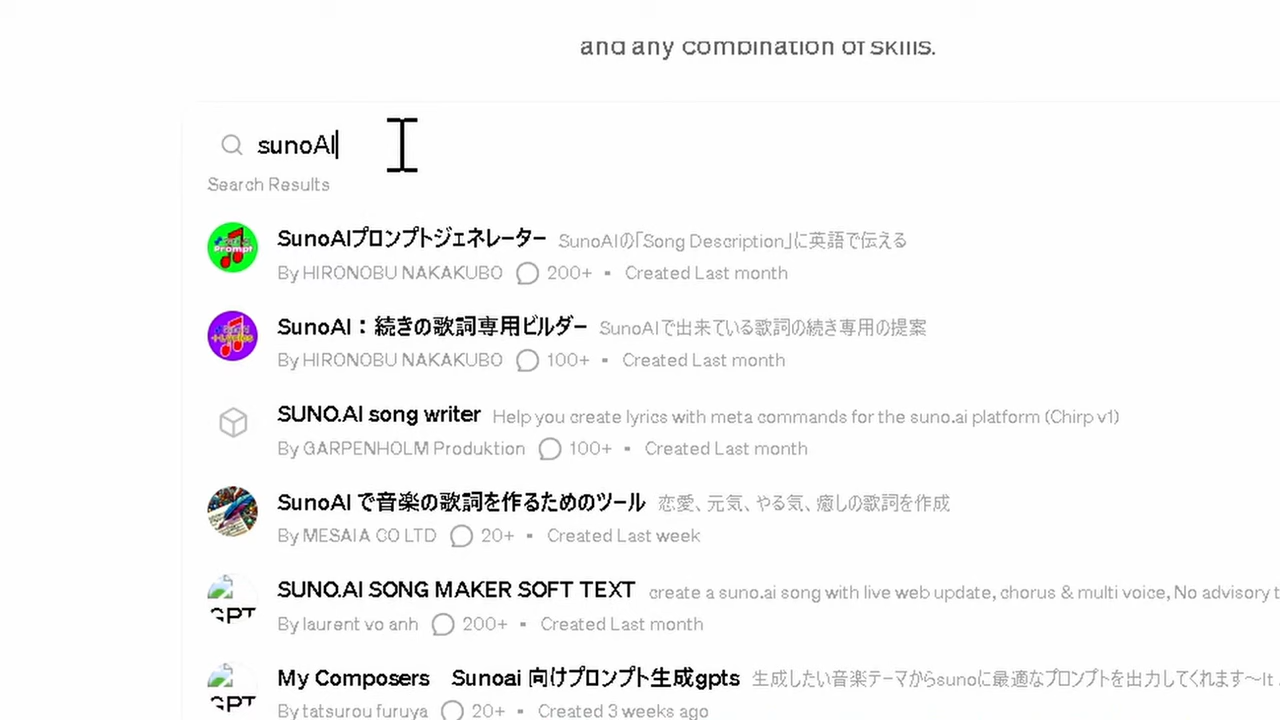 and any combination of skills.
sunoAI
Search Results
SunoAIプロンプトジェネレーター SunoAIの「Song Description」に英語で伝える
By HIRONOBU NAKAKUBO 200+ ▪ Created Last month
SunoAI：続きの歌詞専用ビルダー SunoAIで出来ている歌詞の続き専用の提案
By HIRONOBU NAKAKUBO 100+ ▪ Created Last month
SUNO.AI song writer Help you create lyrics with meta commands for the suno.ai platform (Chirp v1)
By GARPENHOLM Produktion 100+ ▪ Created Last month
SunoAI で音楽の歌詞を作るためのツール 恋愛、元気、やる気、癒しの歌詞を作成
By MESAIA CO LTD 20+ ▪ Created Last week
SUNO.AI SONG MAKER SOFT TEXT create a suno.ai song with live web update, chorus & multi voice, No advisory t
By laurent vo anh 200+ ▪ Created Last month
My Composers　Sunoai 向けプロンプト生成gpts 生成したい音楽テーマからsunoに最適なプロンプトを出力してくれます～It
By tatsurou furuya 20+ ▪ Created 3 weeks ago